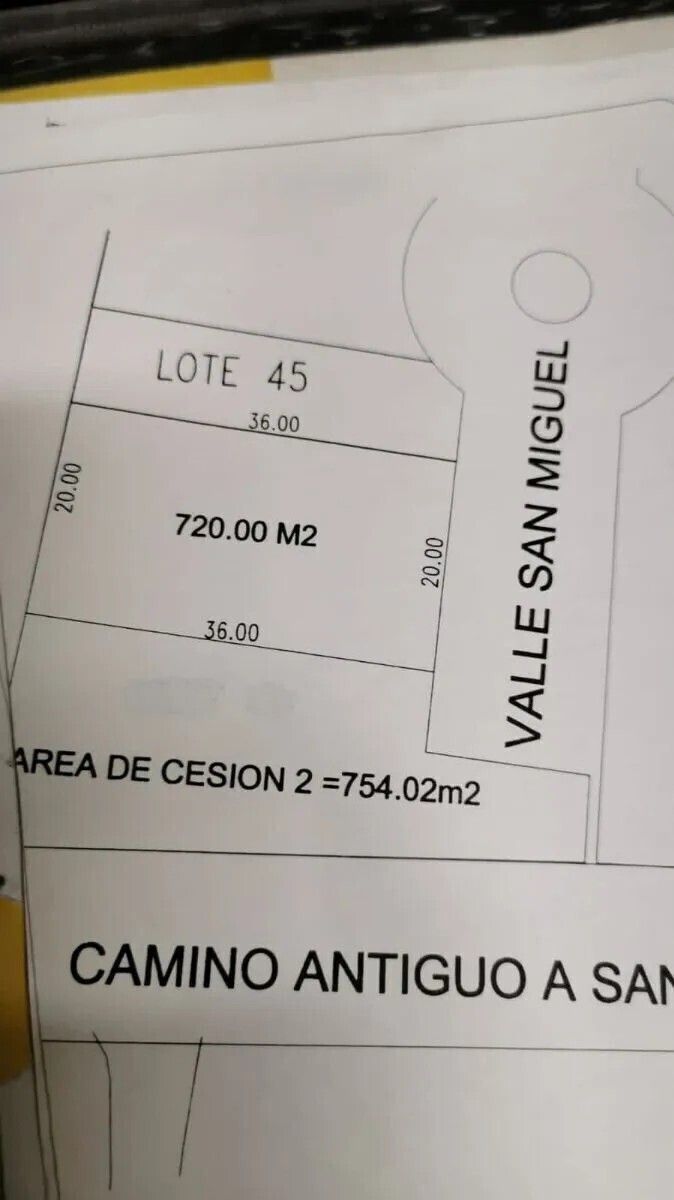 LOTE 45
36.00
20.00
720.00 M2
20.00
36.00
VALLE SAN MIGUEL
AREA DE CESION 2 =754.02m2
CAMINO ANTIGUO A SAN